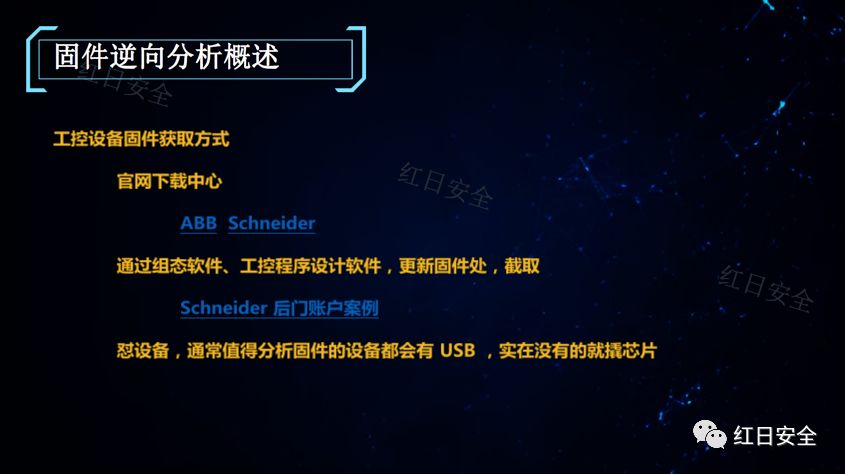 固件逆向分析概述
红日安全
工控设备固件获取方式
官网下载中心
红日安全
ABB Schneider
通过组态软件、工控程序设计软件，更新固件处，截取
红日安全
Schneider 后门账户案例
怼设备，通常值得分析固件的设备都会有 USB ，实在没有的就撬芯片
红日安全